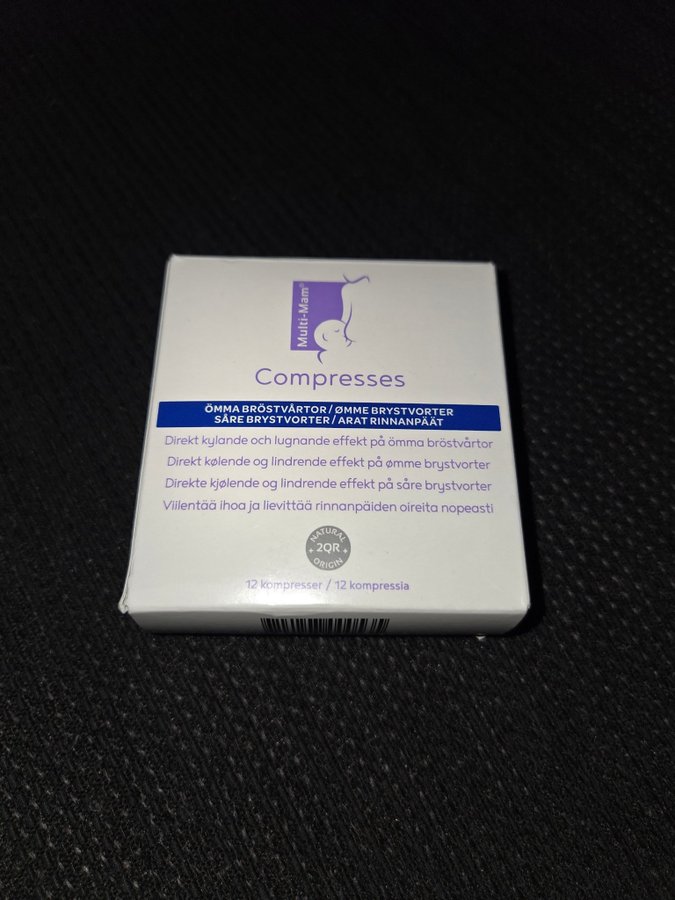 Multi-Mam®
Compresses
ÖMMA BRÖSTVÅRTOR / ØMME BRYSTVORTER
SÅRE BRYSTVORTER / ARAT RINNANPÄÄT
Direkt kylande och lugnande effekt på ömma bröstvårtor
Direkt kølende og lindrende effekt på ømme brystvorter
Direkte kjølende og lindrende effekt på såre brystvorter
Viilentää ihoa ja lievittää rinnanpäiden oireita nopeasti
NATURAL
+ 2QR +
ORIGIN
12 kompresser / 12 kompressia